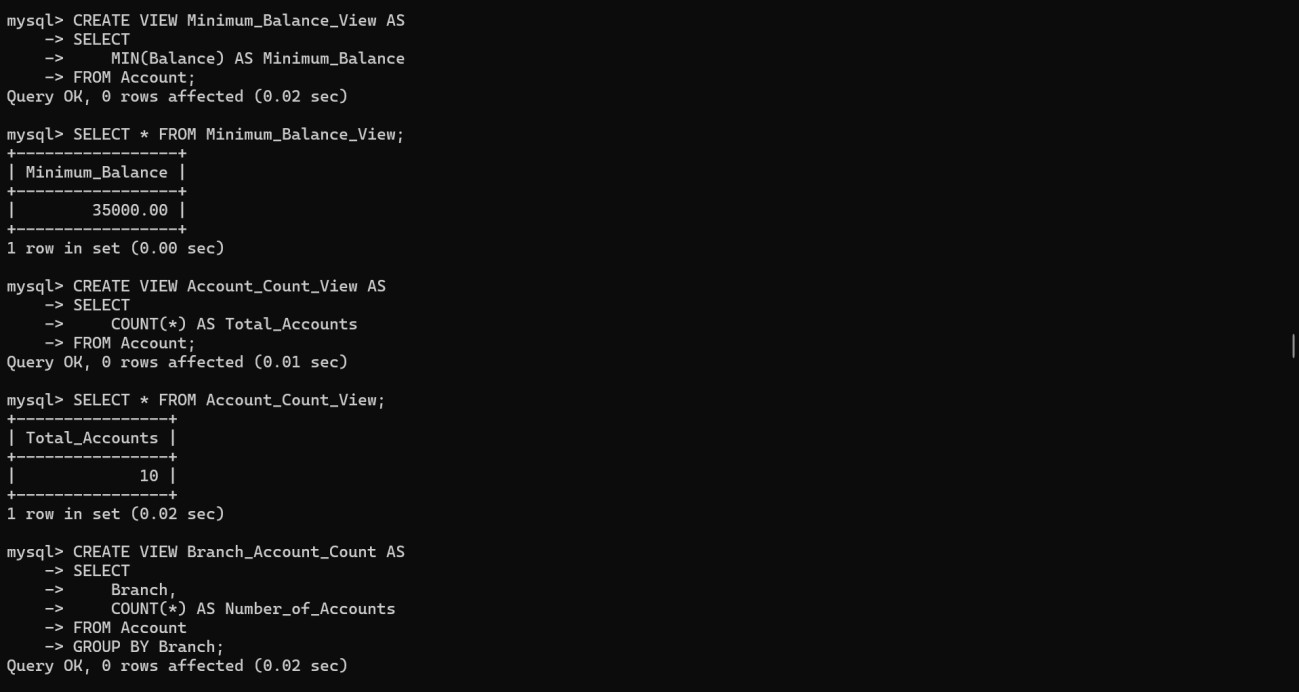 mysql> CREATE VIEW Minimum_Balance_View AS
    -> SELECT
    ->     MIN(Balance) AS Minimum_Balance
    -> FROM Account;
Query OK, 0 rows affected (0.02 sec)

mysql> SELECT * FROM Minimum_Balance_View;
+-----------------+
| Minimum_Balance |
+-----------------+
|        35000.00 |
+-----------------+
1 row in set (0.00 sec)

mysql> CREATE VIEW Account_Count_View AS
    -> SELECT
    ->     COUNT(*) AS Total_Accounts
    -> FROM Account;
Query OK, 0 rows affected (0.01 sec)

mysql> SELECT * FROM Account_Count_View;
+----------------+
| Total_Accounts |
+----------------+
|             10 |
+----------------+
1 row in set (0.02 sec)

mysql> CREATE VIEW Branch_Account_Count AS
    -> SELECT
    ->     Branch,
    ->     COUNT(*) AS Number_of_Accounts
    -> FROM Account
    -> GROUP BY Branch;
Query OK, 0 rows affected (0.02 sec)